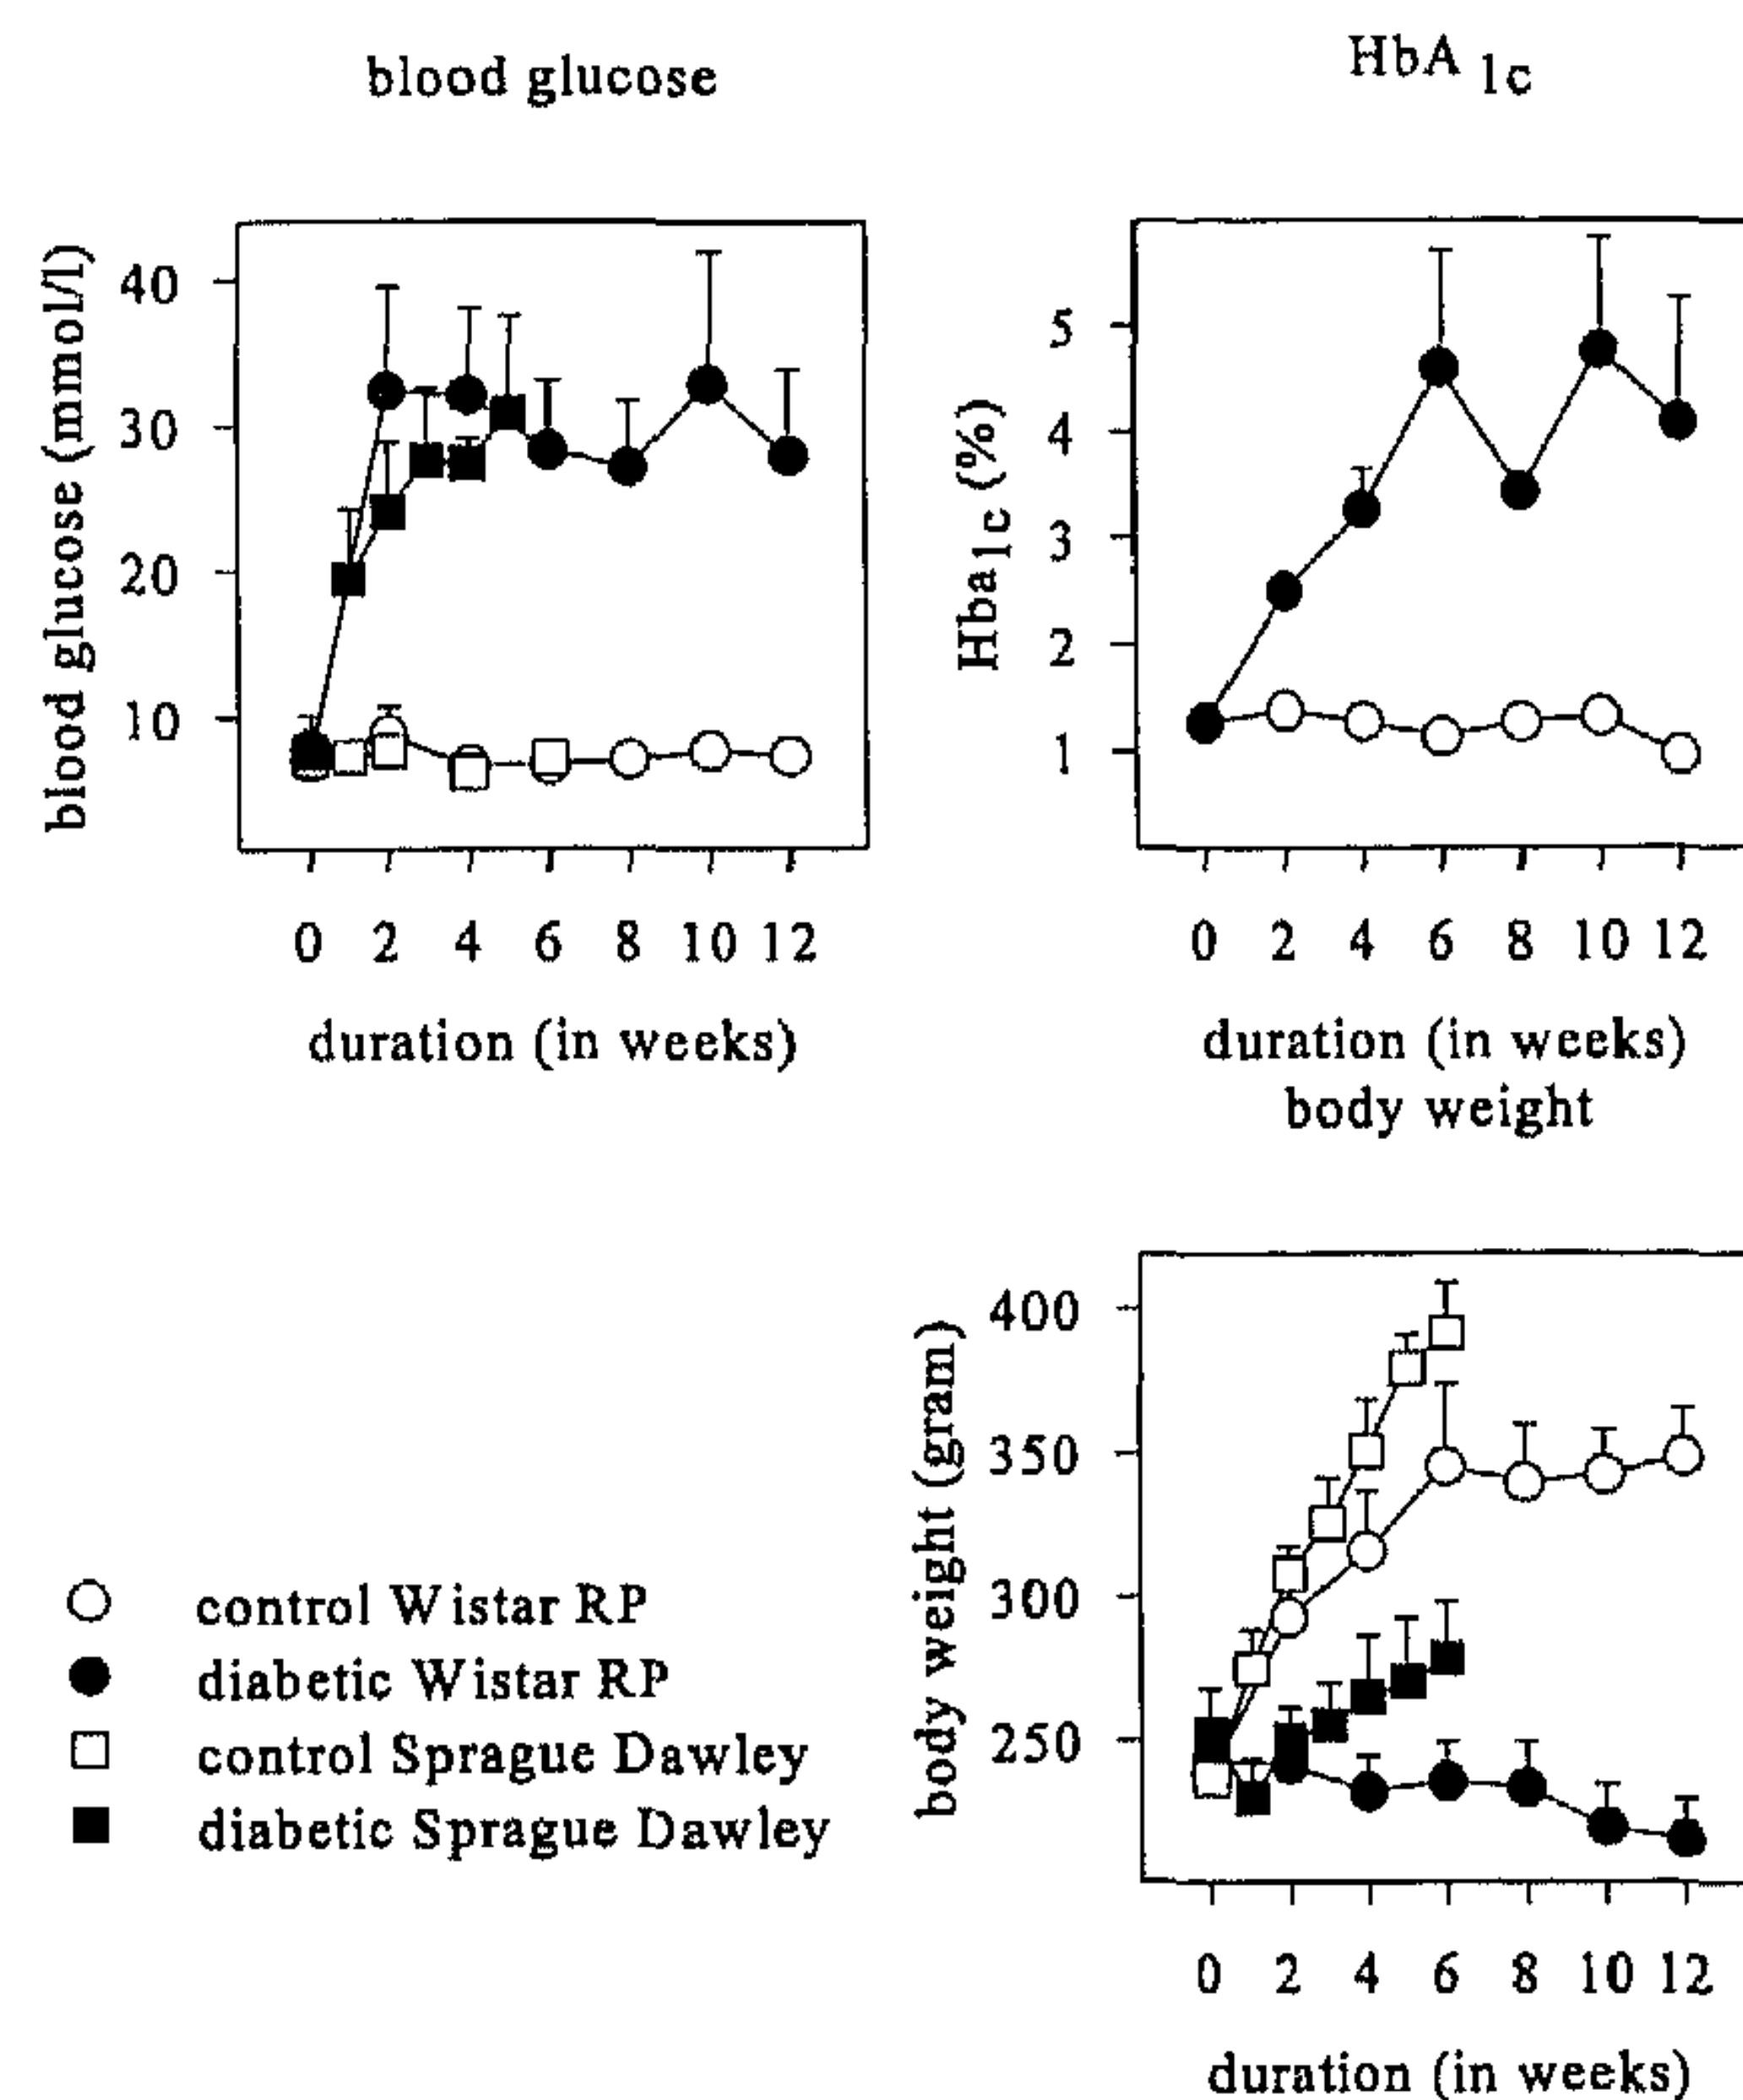 blood glucose
HbA 1c
blood glucose (mmol/l)
40
30
20
10
0 2 4 6 8 10 12
duration (in weeks)
Hba1c (%)
5
4
3
2
1
0 2 4 6 8 10 12
duration (in weeks)
body weight
body weight (gram)
400
350
300
250
0 2 4 6 8 10 12
duration (in weeks)
control Wistar RP
diabetic Wistar RP
control Sprague Dawley
diabetic Sprague Dawley